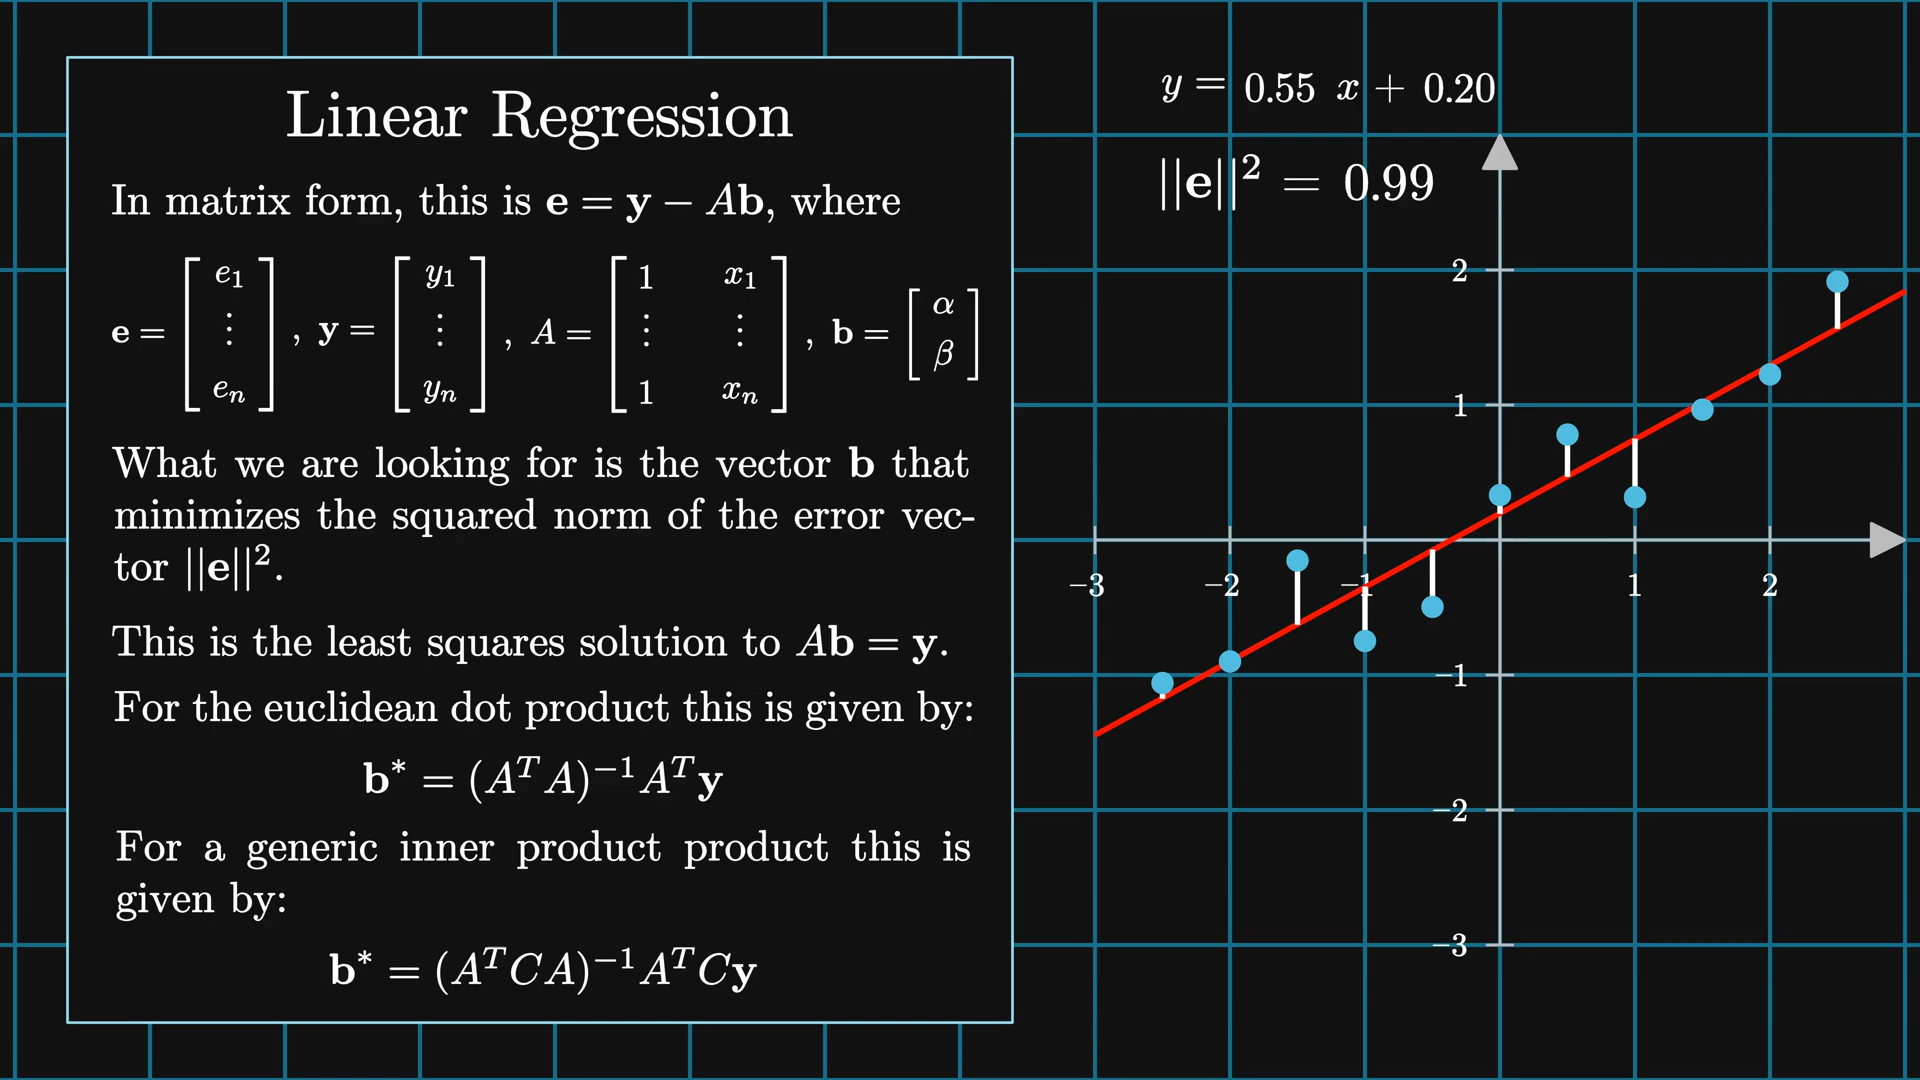 Linear Regression
In matrix form, this is e = y − Ab, where
e = [ e₁ ⋮ eₙ ] , y = [ y₁ ⋮ yₙ ] , A = [ 1 x₁ ⋮ ⋮ 1 xₙ ] , b = [ α β ]
What we are looking for is the vector b that
minimizes the squared norm of the error vec-
tor ||e||².
This is the least squares solution to Ab = y.
For the euclidean dot product this is given by:
b* = (AᵀA)⁻¹Aᵀy
For a generic inner product product this is
given by:
b* = (AᵀCA)⁻¹AᵀCy
y = 0.55 x + 0.20
||e||² = 0.99
2
1
−3 −2 −1 1 2
−1
−2
−3